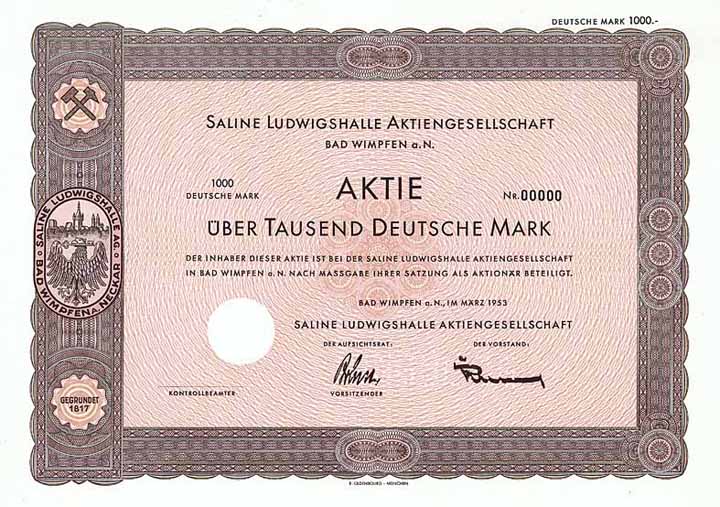 DEUTSCHE MARK 1000.-
SALINE LUDWIGSHALLE AKTIENGESELLSCHAFT
BAD WIMPFEN a.N.
1000
DEUTSCHE MARK
AKTIE
NR. 00000
ÜBER TAUSEND DEUTSCHE MARK
DER INHABER DIESER AKTIE IST BEI DER SALINE LUDWIGSHALLE AKTIENGESELLSCHAFT
IN BAD WIMPFEN a.N. NACH MASSGABE IHRER SATZUNG ALS AKTIONÄR BETEILIGT.
BAD WIMPFEN a.N., IM MÄRZ 1953
SALINE LUDWIGSHALLE AKTIENGESELLSCHAFT
DER AUFSICHTSRAT:
DER VORSTAND:
KONTROLLBEAMTER
VORSITZENDER
SALINE LUDWIGSHALLE AG.
BAD WIMPFEN A. NECKAR
GEGRÜNDET
1817
R. OLDENBOURG - MÜNCHEN